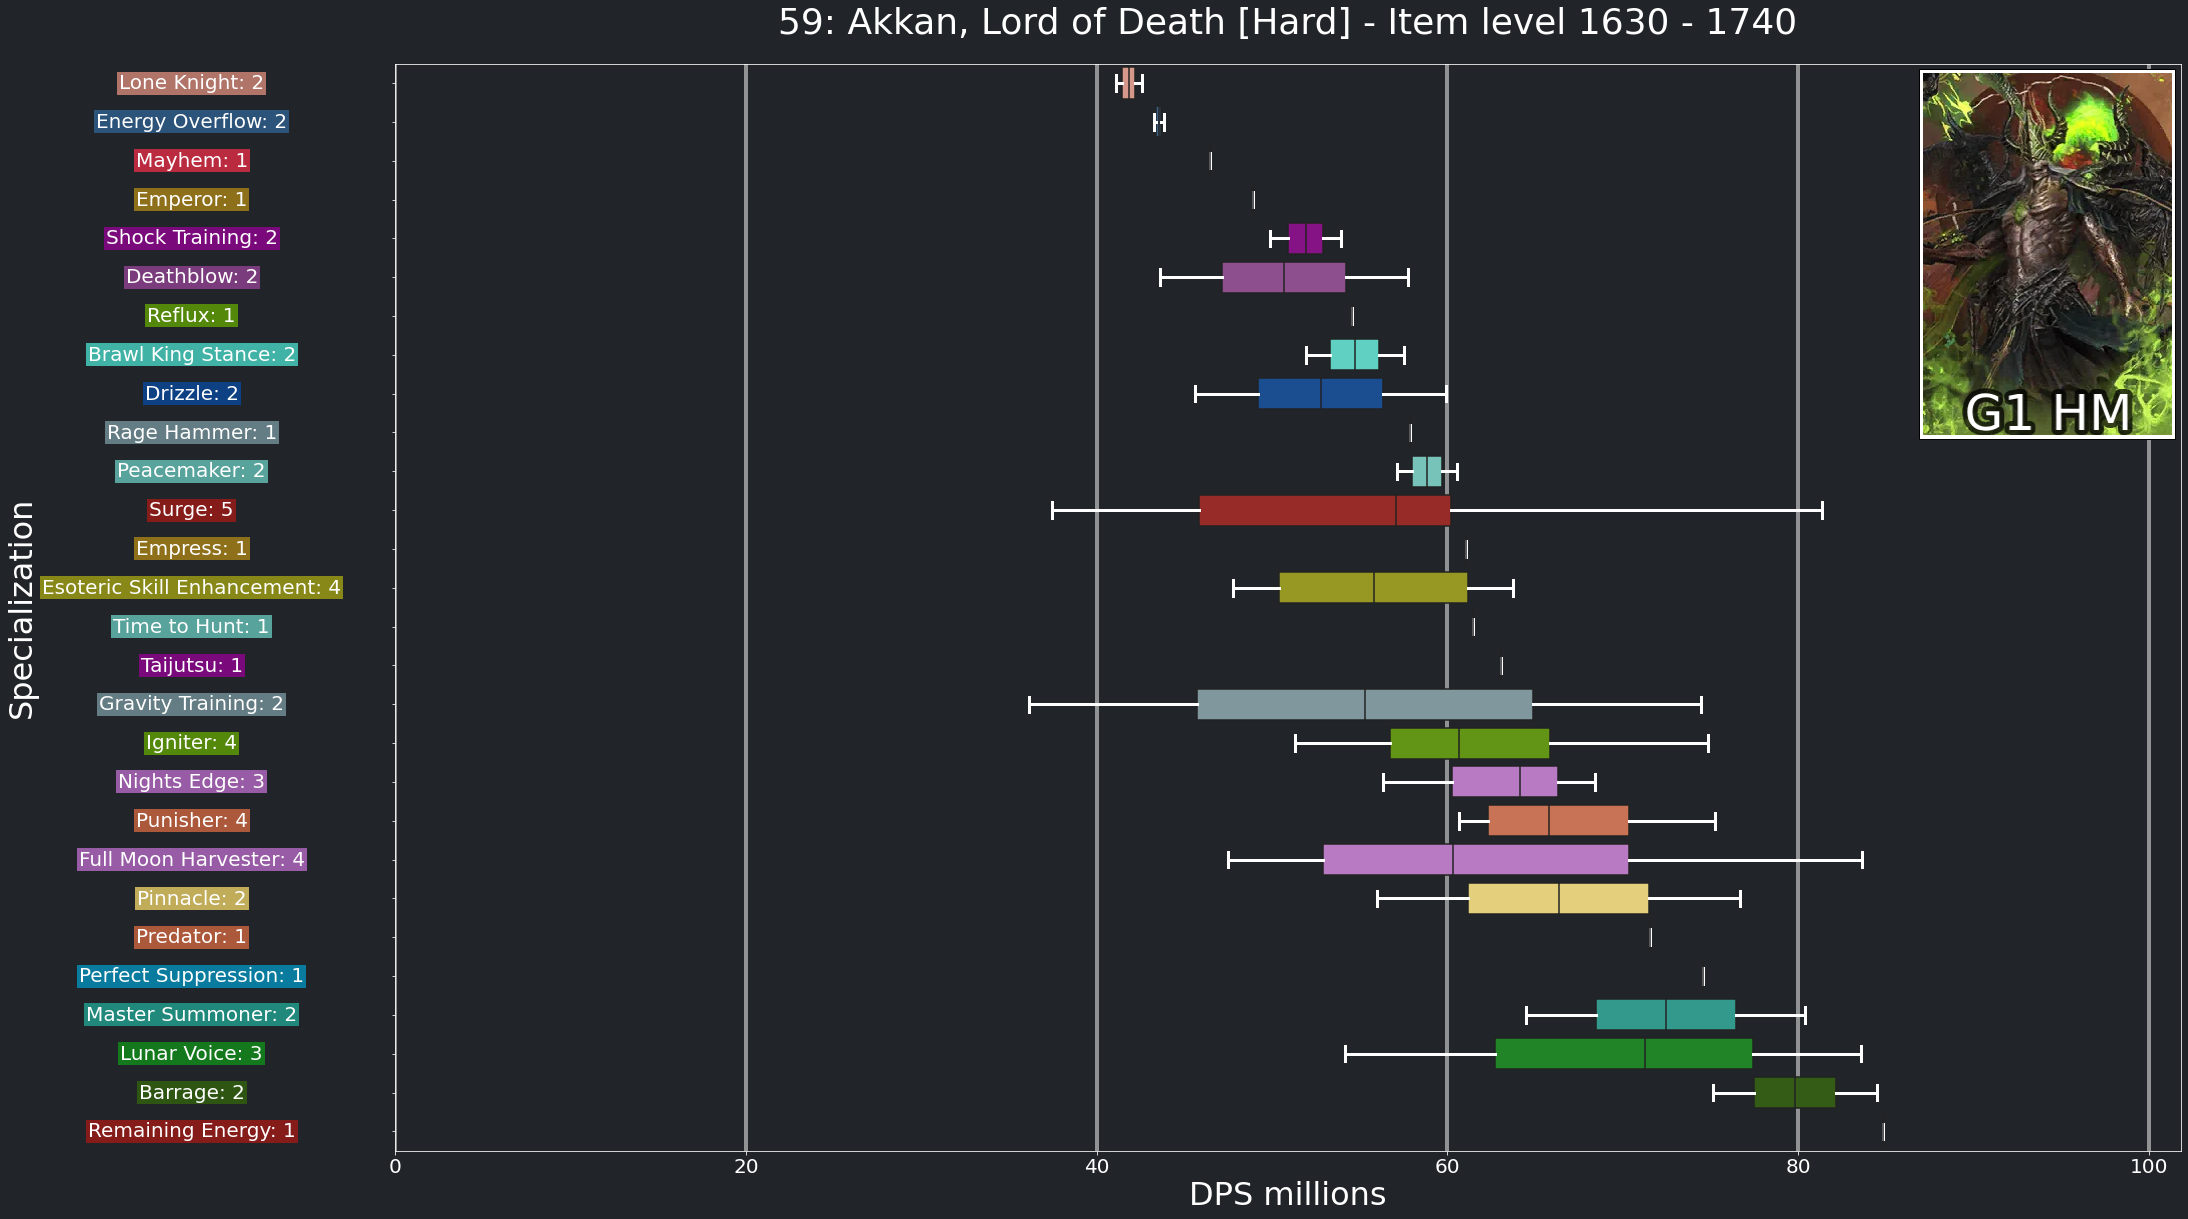 59: Akkan, Lord of Death [Hard] - Item level 1630 - 1740
Lone Knight: 2
Energy Overflow: 2
Mayhem: 1
Emperor: 1
Shock Training: 2
Deathblow: 2
Reflux: 1
Brawl King Stance: 2
Drizzle: 2
Rage Hammer: 1
Peacemaker: 2
Surge: 5
Empress: 1
Esoteric Skill Enhancement: 4
Time to Hunt: 1
Taijutsu: 1
Gravity Training: 2
Igniter: 4
Nights Edge: 3
Punisher: 4
Full Moon Harvester: 4
Pinnacle: 2
Predator: 1
Perfect Suppression: 1
Master Summoner: 2
Lunar Voice: 3
Barrage: 2
Remaining Energy: 1
Specialization
G1 HM
0 20 40 60 80 100
DPS millions